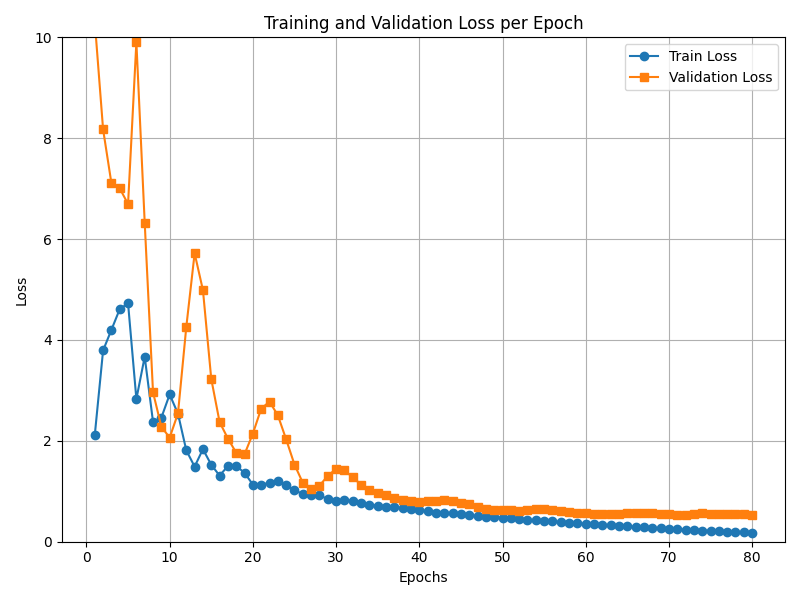 Training and Validation Loss per Epoch
Train Loss
Validation Loss
10
8
6
4
2
0
Loss
0 10 20 30 40 50 60 70 80
Epochs